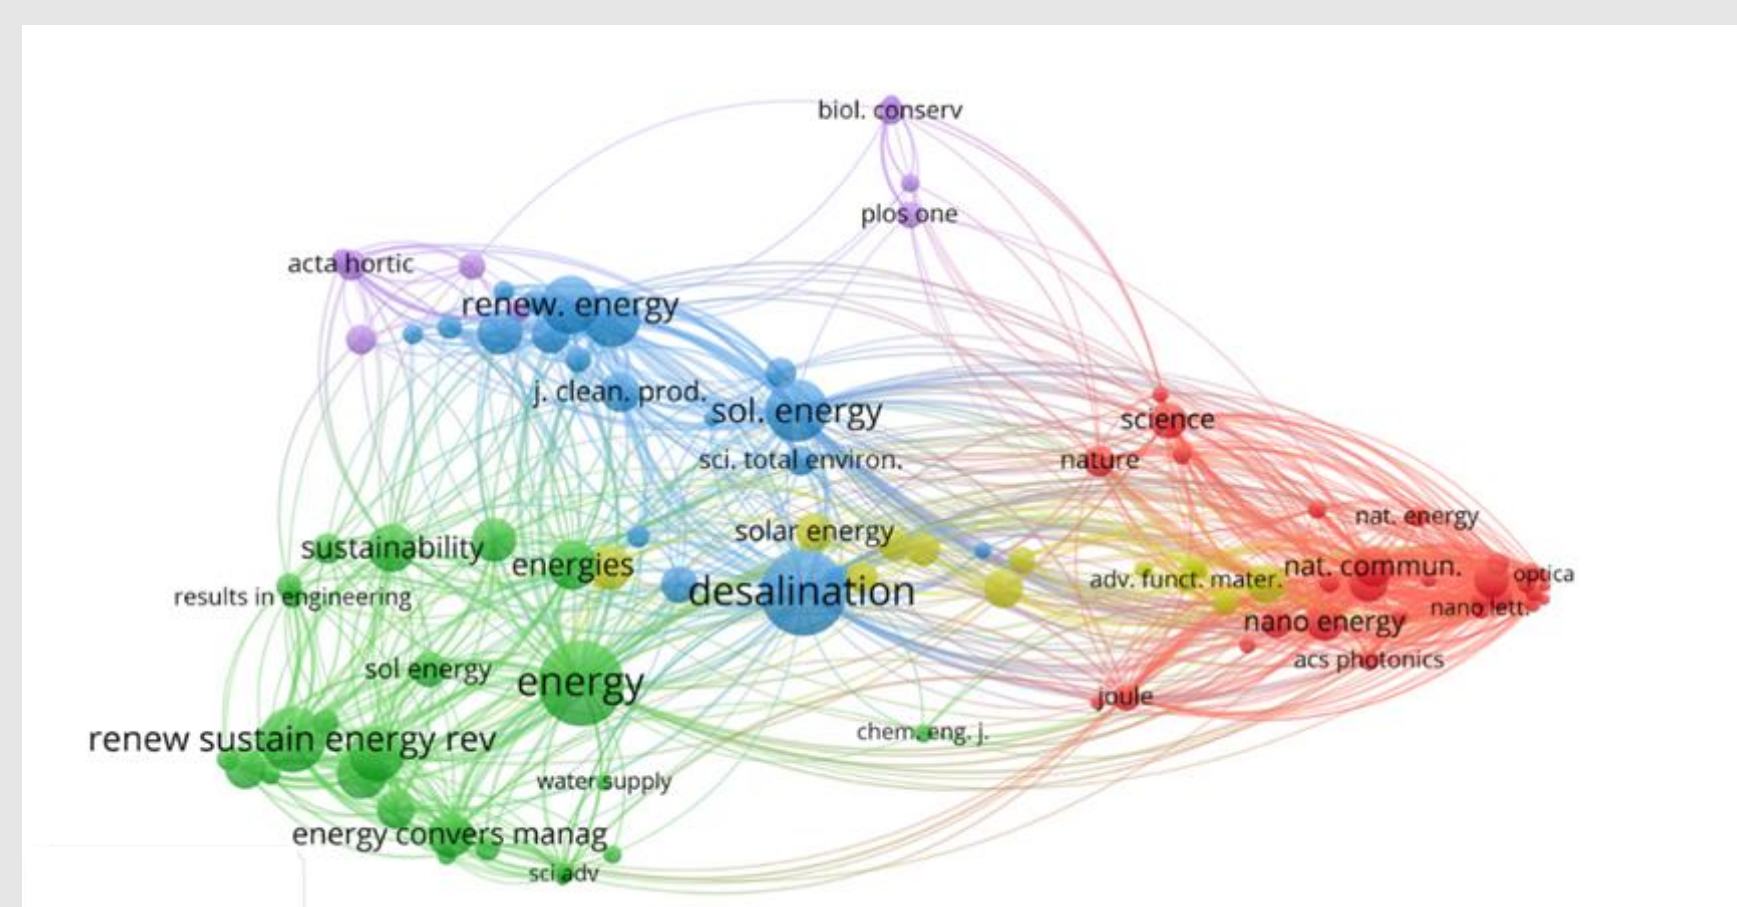 biol. conserv
plos one
acta hortic
renew. energy
j. clean. prod.
sol. energy
science
sci. total environ.
nature
nat. energy
solar energy
sustainability
energies
nat. commun.
optica
adv. funct. mater.
desalination
results in engineering
nano lett.
nano energy
acs photonics
sol energy
energy
joule
chem. eng. j.
renew sustain energy rev
water supply
energy convers manag
sci adv